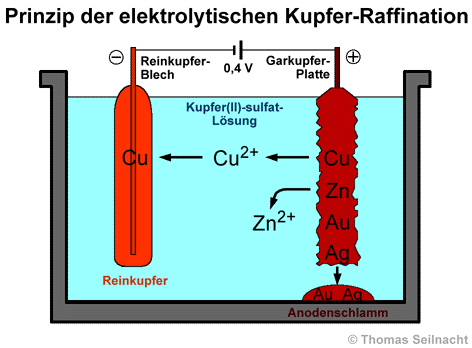 Prinzip der elektrolytischen Kupfer-Raffination
−
Reinkupfer-
Blech
0,4 V
Garkupfer-
Platte
+
Kupfer(II)-sulfat-
Lösung
Cu
Cu2+
Cu
Zn
Zn2+
Au
Ag
Reinkupfer
Au Ag
Anodenschlamm
© Thomas Seilnacht